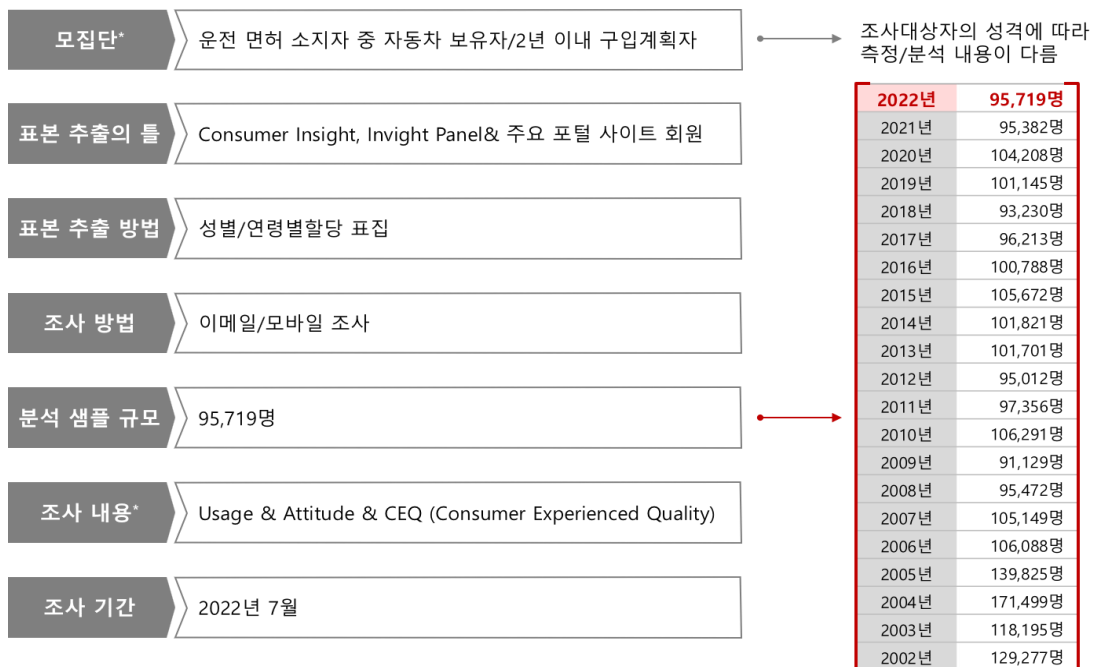 모집단*
운전 면허 소지자 중 자동차 보유자/2년 이내 구입계획자
조사대상자의 성격에 따라
측정/분석 내용이 다름
표본 추출의 틀
Consumer Insight, Invight Panel& 주요 포털 사이트 회원
표본 추출 방법
성별/연령별할당 표집
조사 방법
이메일/모바일 조사
분석 샘플 규모
95,719명
조사 내용*
Usage & Attitude & CEQ (Consumer Experienced Quality)
조사 기간
2022년 7월
2022년 95,719명
2021년 95,382명
2020년 104,208명
2019년 101,145명
2018년 93,230명
2017년 96,213명
2016년 100,788명
2015년 105,672명
2014년 101,821명
2013년 101,701명
2012년 95,012명
2011년 97,356명
2010년 106,291명
2009년 91,129명
2008년 95,472명
2007년 105,149명
2006년 106,088명
2005년 139,825명
2004년 171,499명
2003년 118,195명
2002년 129,277명